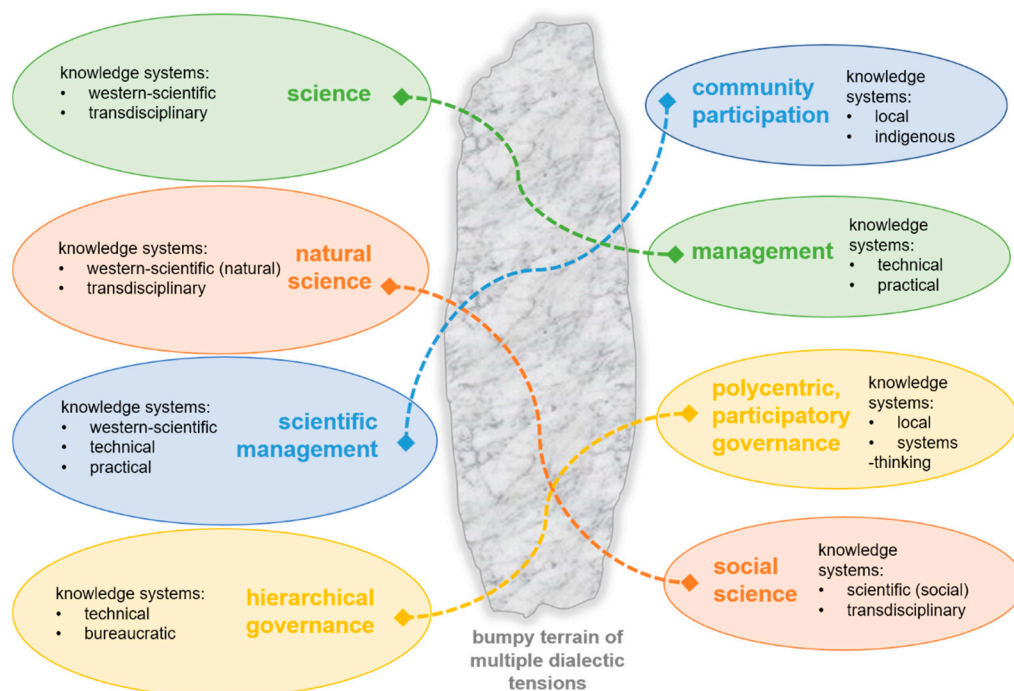 knowledge systems:
• western-scientific
• transdisciplinary
science
knowledge systems:
• western-scientific (natural)
• transdisciplinary
natural
science
knowledge systems:
• western-scientific
• technical
• practical
scientific
management
knowledge systems:
• technical
• bureaucratic
hierarchical
governance
bumpy terrain of
multiple dialectic
tensions
community
participation
knowledge
systems:
• local
• indigenous
management
knowledge
systems:
• technical
• practical
polycentric,
participatory
governance
knowledge
systems:
• local
• systems
-thinking
social
science
knowledge
systems:
• scientific (social)
• transdisciplinary